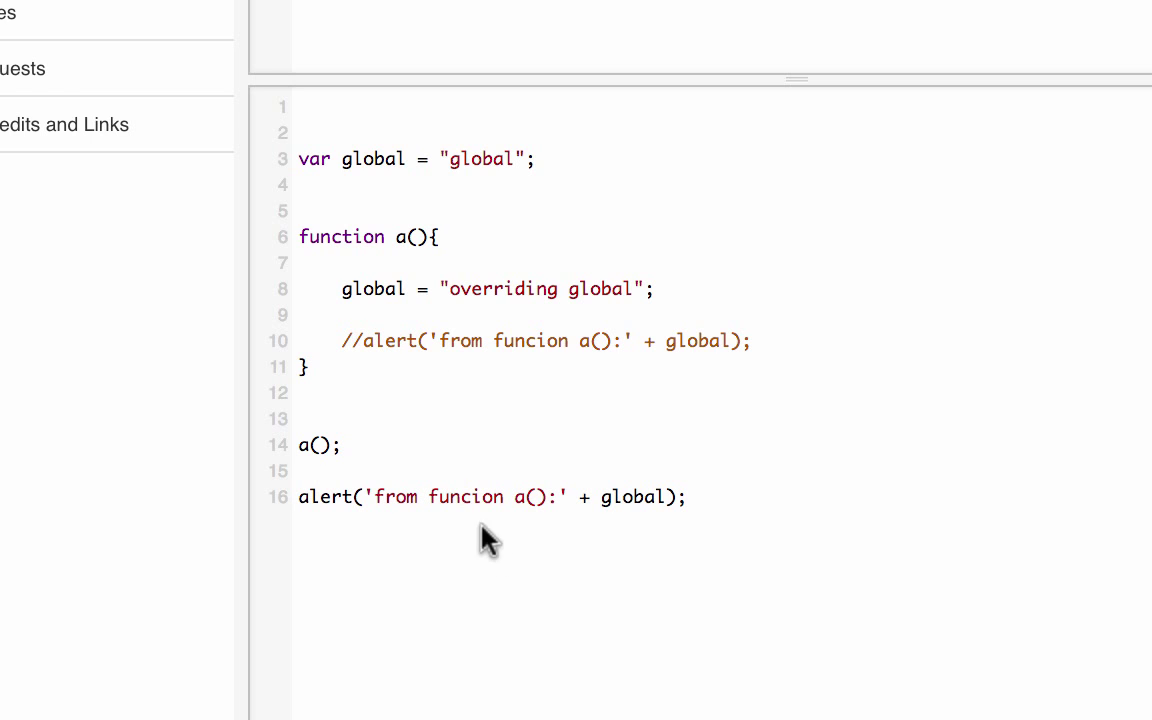 es
uests
edits and Links
1
2
3 var global = "global";
4
5
6 function a(){
7
8 global = "overriding global";
9
10 //alert('from funcion a():' + global);
11 }
12
13
14 a();
15
16 alert('from funcion a():' + global);